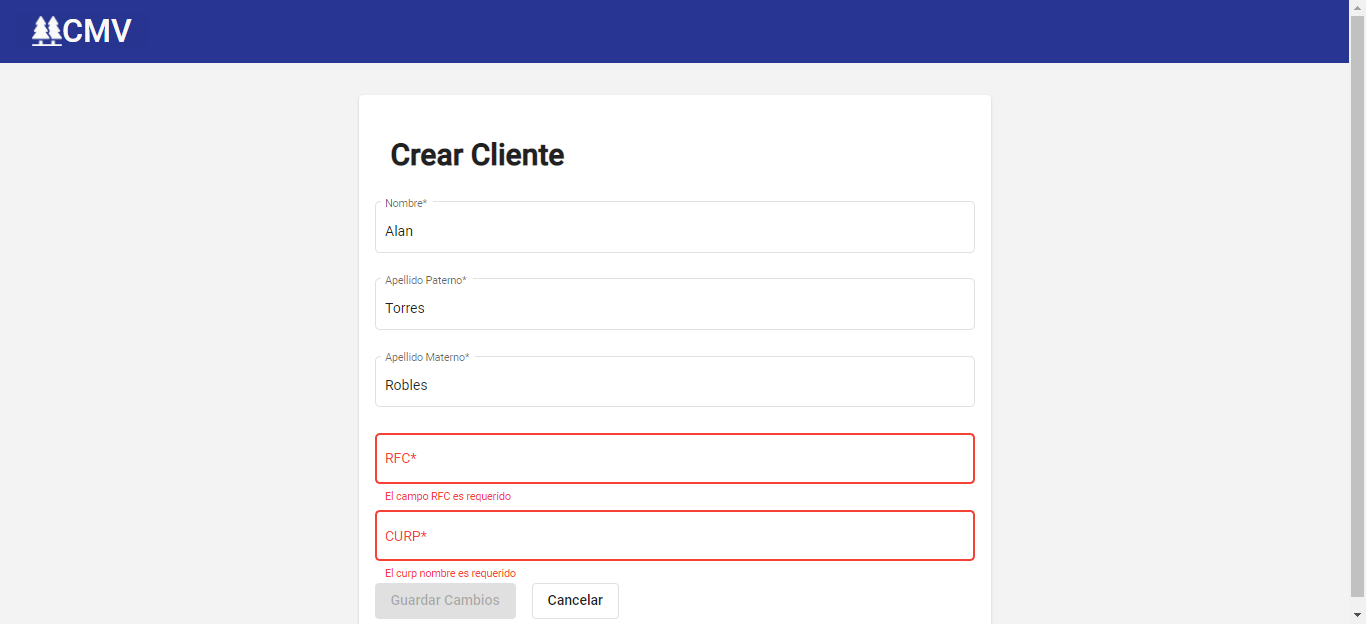 CMV
Crear Cliente
Nombre*
Alan
Apellido Paterno*
Torres
Apellido Materno*
Robles
RFC*
El campo RFC es requerido
CURP*
El curp nombre es requerido
Guardar Cambios Cancelar